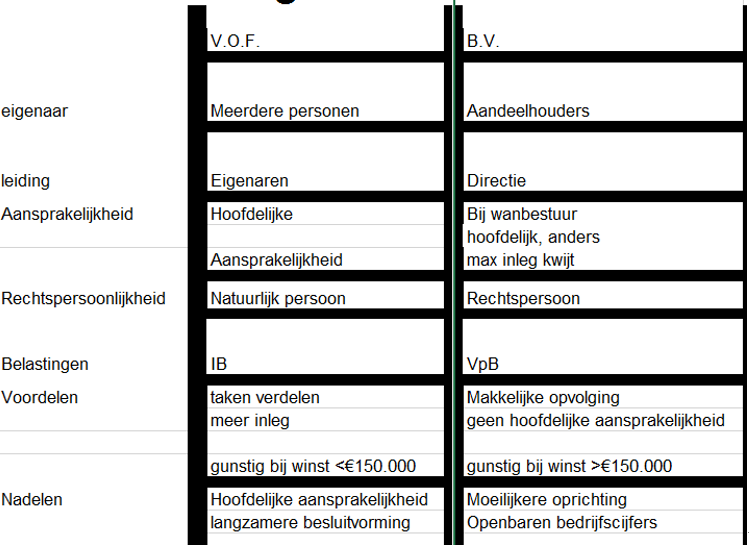 V.O.F. B.V.
eigenaar Meerdere personen Aandeelhouders
leiding Eigenaren Directie
Aansprakelijkheid Hoofdelijke Bij wanbestuur
hoofdelijk, anders
Aansprakelijkheid max inleg kwijt
Rechtspersoonlijkheid Natuurlijk persoon Rechtspersoon
Belastingen IB VpB
Voordelen taken verdelen Makkelijke opvolging
meer inleg geen hoofdelijke aansprakelijkheid
gunstig bij winst <€150.000 gunstig bij winst >€150.000
Nadelen Hoofdelijke aansprakelijkheid Moeilijkere oprichting
langzamere besluitvorming Openbaren bedrijfscijfers